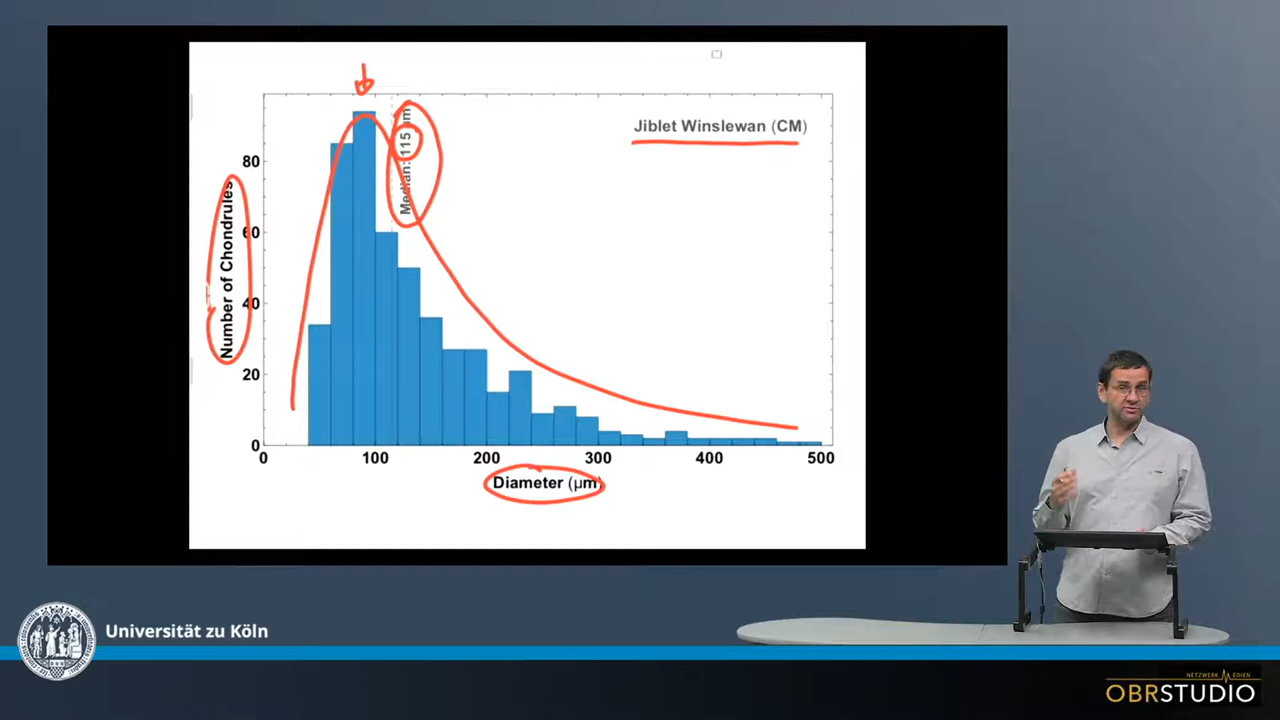 Jiblet Winslewan (CM)
Median: 115 μm
Number of Chondrules
80
60
40
20
0
0 100 200 300 400 500
Diameter (μm)
Universität zu Köln
NETZWERK MEDIEN
OBRSTUDIO